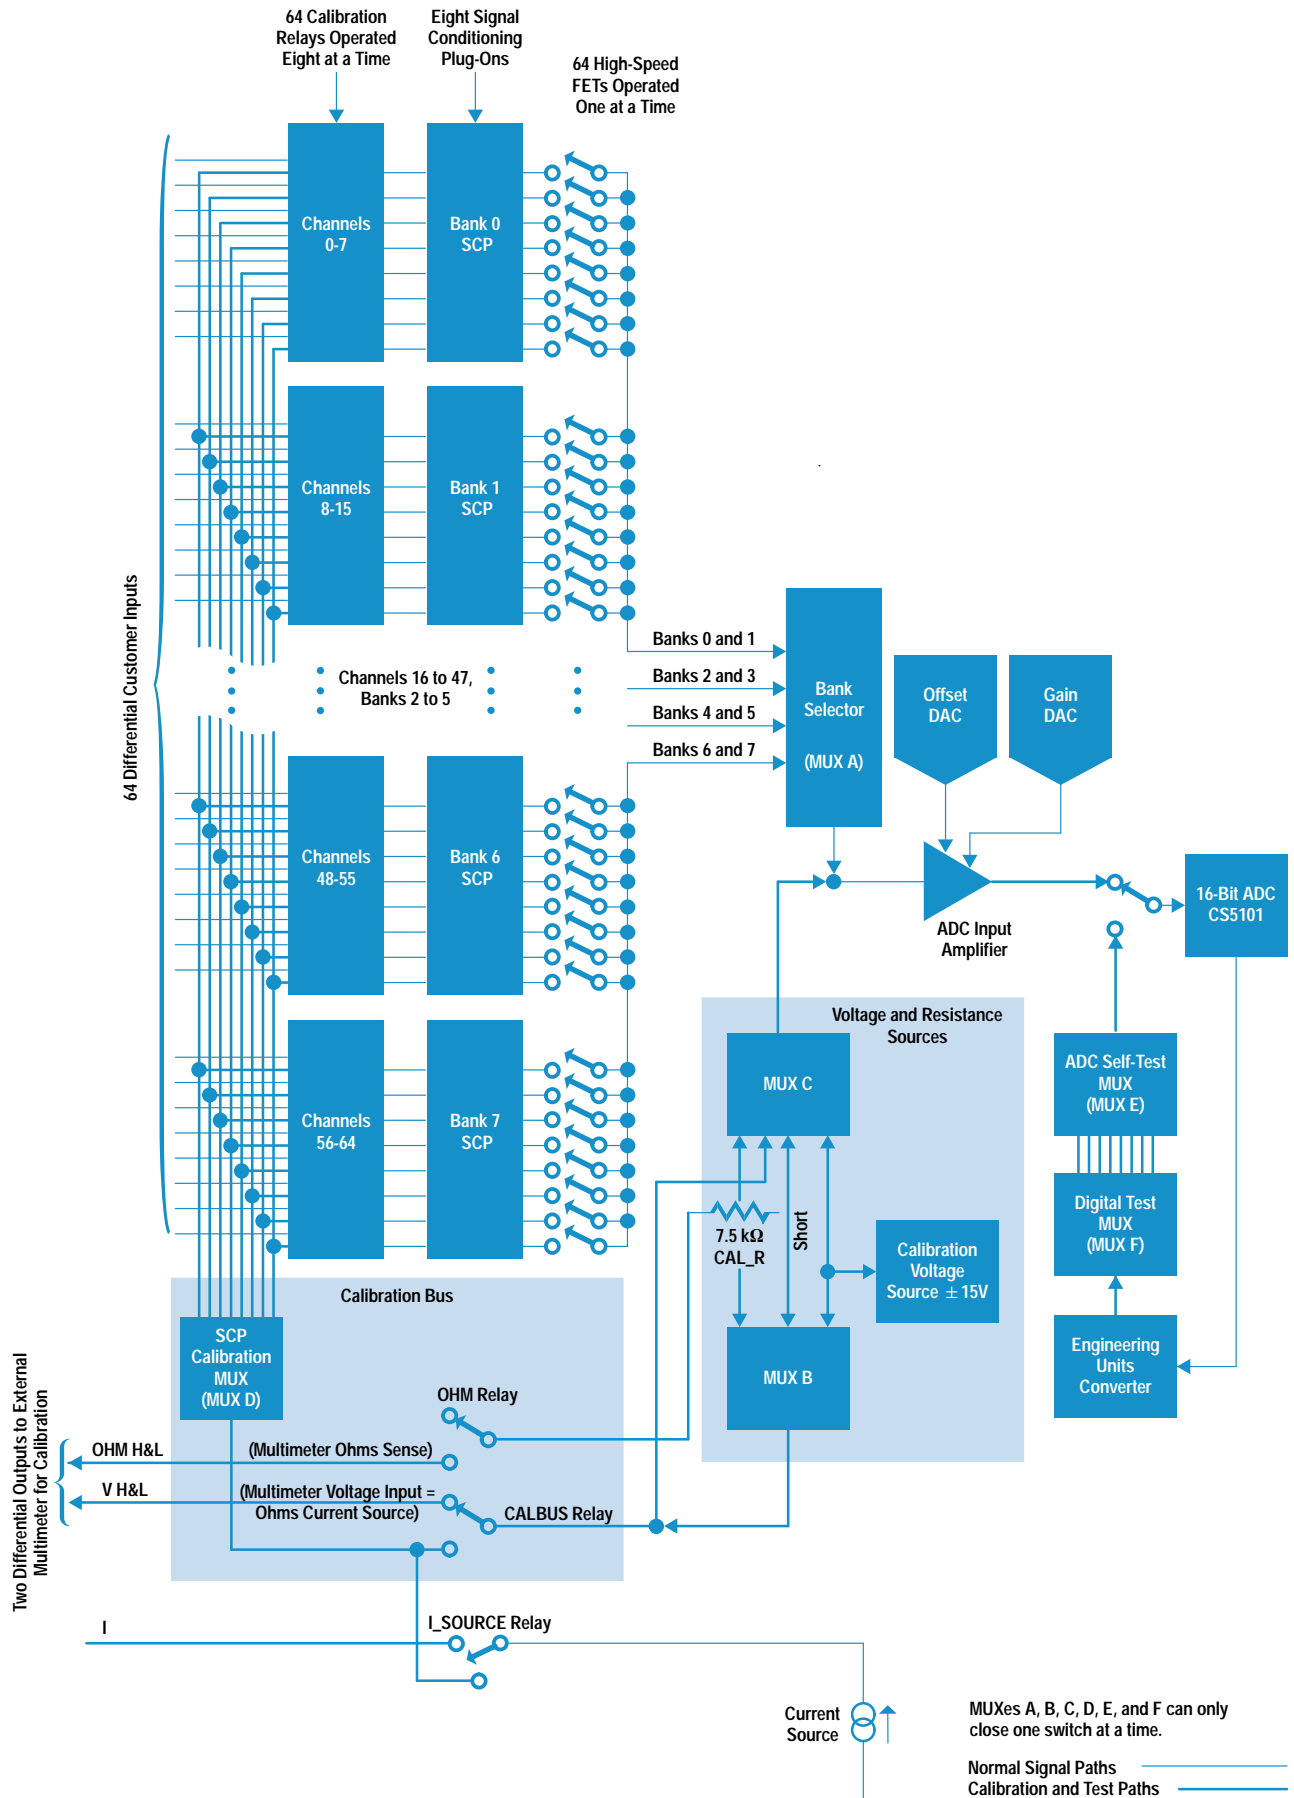 64 Calibration
Relays Operated
Eight at a Time
Eight Signal
Conditioning
Plug-Ons
64 High-Speed
FETs Operated
One at a Time
64 Differential Customer Inputs
Channels
0-7
Bank 0
SCP
Channels
8-15
Bank 1
SCP
Channels 16 to 47,
Banks 2 to 5
Banks 0 and 1
Banks 2 and 3
Banks 4 and 5
Banks 6 and 7
Bank
Selector
(MUX A)
Offset
DAC
Gain
DAC
Channels
48-55
Bank 6
SCP
ADC Input
Amplifier
16-Bit ADC
CS5101
Channels
56-64
Bank 7
SCP
Voltage and Resistance
Sources
MUX C
7.5 kΩ
CAL_R
Short
Calibration
Voltage
Source ± 15V
MUX B
ADC Self-Test
MUX
(MUX E)
Digital Test
MUX
(MUX F)
Engineering
Units
Converter
Calibration Bus
SCP
Calibration
MUX
(MUX D)
OHM Relay
Two Differential Outputs to External
Multimeter for Calibration
OHM H&L
(Multimeter Ohms Sense)
V H&L
(Multimeter Voltage Input =
Ohms Current Source)
CALBUS Relay
I
I_SOURCE Relay
Current
Source
MUXes A, B, C, D, E, and F can only
close one switch at a time.
Normal Signal Paths
Calibration and Test Paths